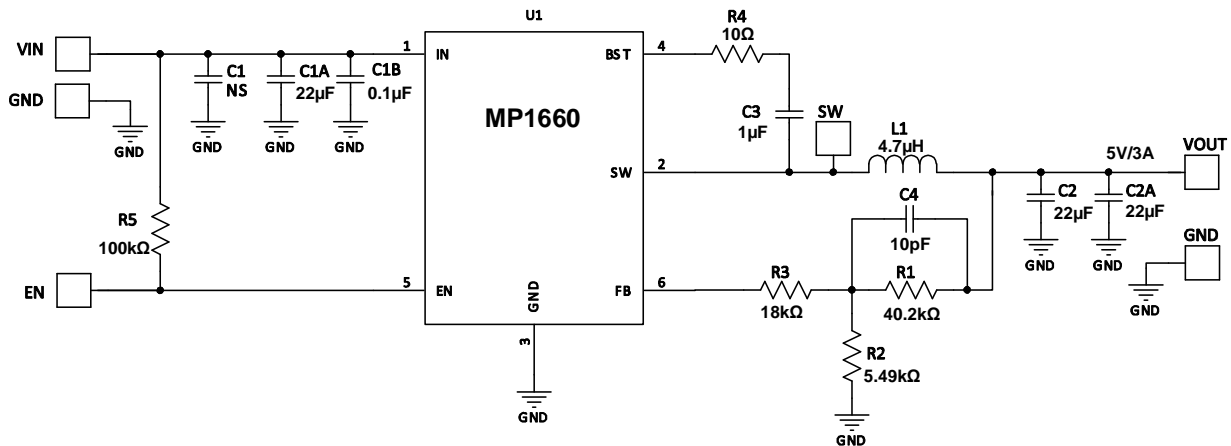 U1
VIN
GND
GND
C1
NS
GND
C1A
22µF
GND
C1B
0.1µF
GND
R5
100kΩ
EN
1
IN
5
EN
MP1660
GND
3
GND
BST
4
SW
2
FB
6
R4
10Ω
C3
1µF
SW
L1
4.7µH
C4
10pF
R3
18kΩ
R1
40.2kΩ
R2
5.49kΩ
GND
5V/3A
VOUT
C2
22µF
GND
C2A
22µF
GND
GND
GND